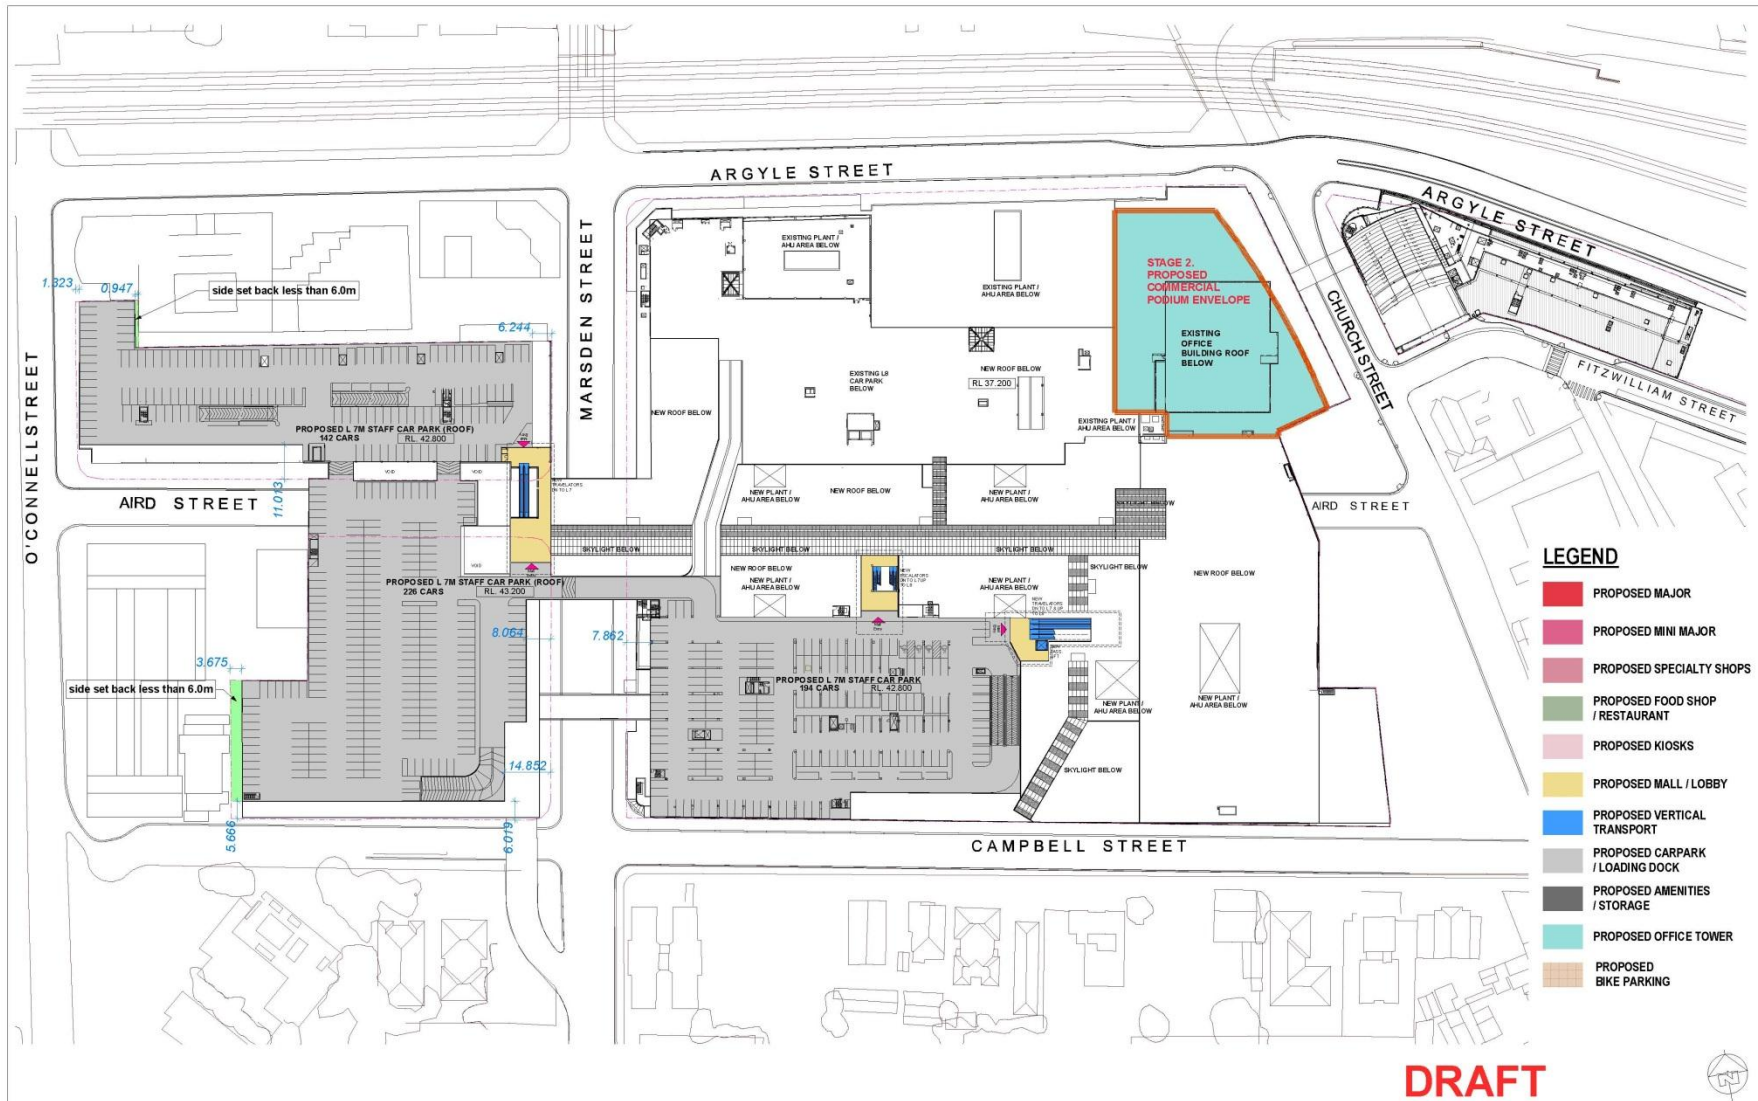 ARGYLE STREET
ARGYLE STREET
MARSDEN STREET
CHURCH STREET
FITZWILLIAM STREET
O'CONNELLSTREET
AIRD STREET
AIRD STREET
CAMPBELL STREET
1.323
0.947
side set back less than 6.0m
6.244
PROPOSED L 7M STAFF CAR PARK (ROOF)
142 CARS
RL. 42.800
VOID
VOID
11.013
NEW
TRAVELATORS
DN TO L7
VOID
PROPOSED L 7M STAFF CAR PARK (ROOF)
226 CARS
RL. 43.200
8.064
7.862
3.675
side set back less than 6.0m
14.852
5.666
6.019
EXISTING PLANT /
AHU AREA BELOW
EXISTING PLANT /
AHU AREA BELOW
STAGE 2.
PROPOSED
COMMERCIAL
PODIUM ENVELOPE
EXISTING
OFFICE
BUILDING ROOF
BELOW
EXISTING L8
CAR PARK
BELOW
NEW ROOF BELOW
RL 37.200
NEW ROOF BELOW
EXISTING PLANT /
AHU AREA BELOW
NEW PLANT /
AHU AREA BELOW
NEW ROOF BELOW
NEW PLANT /
AHU AREA BELOW
SKYLIGHT BELOW
SKYLIGHT BELOW
SKYLIGHT BELOW
SKYLIGHT BELOW
NEW ROOF BELOW
NEW PLANT /
AHU AREA BELOW
NEW PLANT /
AHU AREA BELOW
SKYLIGHT BELOW
NEW ROOF BELOW
PROPOSED L 7M STAFF CAR PARK
194 CARS
RL. 42.800
NEW PLANT /
AHU AREA BELOW
NEW PLANT /
AHU AREA BELOW
SKYLIGHT BELOW
LEGEND
PROPOSED MAJOR
PROPOSED MINI MAJOR
PROPOSED SPECIALTY SHOPS
PROPOSED FOOD SHOP
/ RESTAURANT
PROPOSED KIOSKS
PROPOSED MALL / LOBBY
PROPOSED VERTICAL
TRANSPORT
PROPOSED CARPARK
/ LOADING DOCK
PROPOSED AMENITIES
/ STORAGE
PROPOSED OFFICE TOWER
PROPOSED
BIKE PARKING
DRAFT